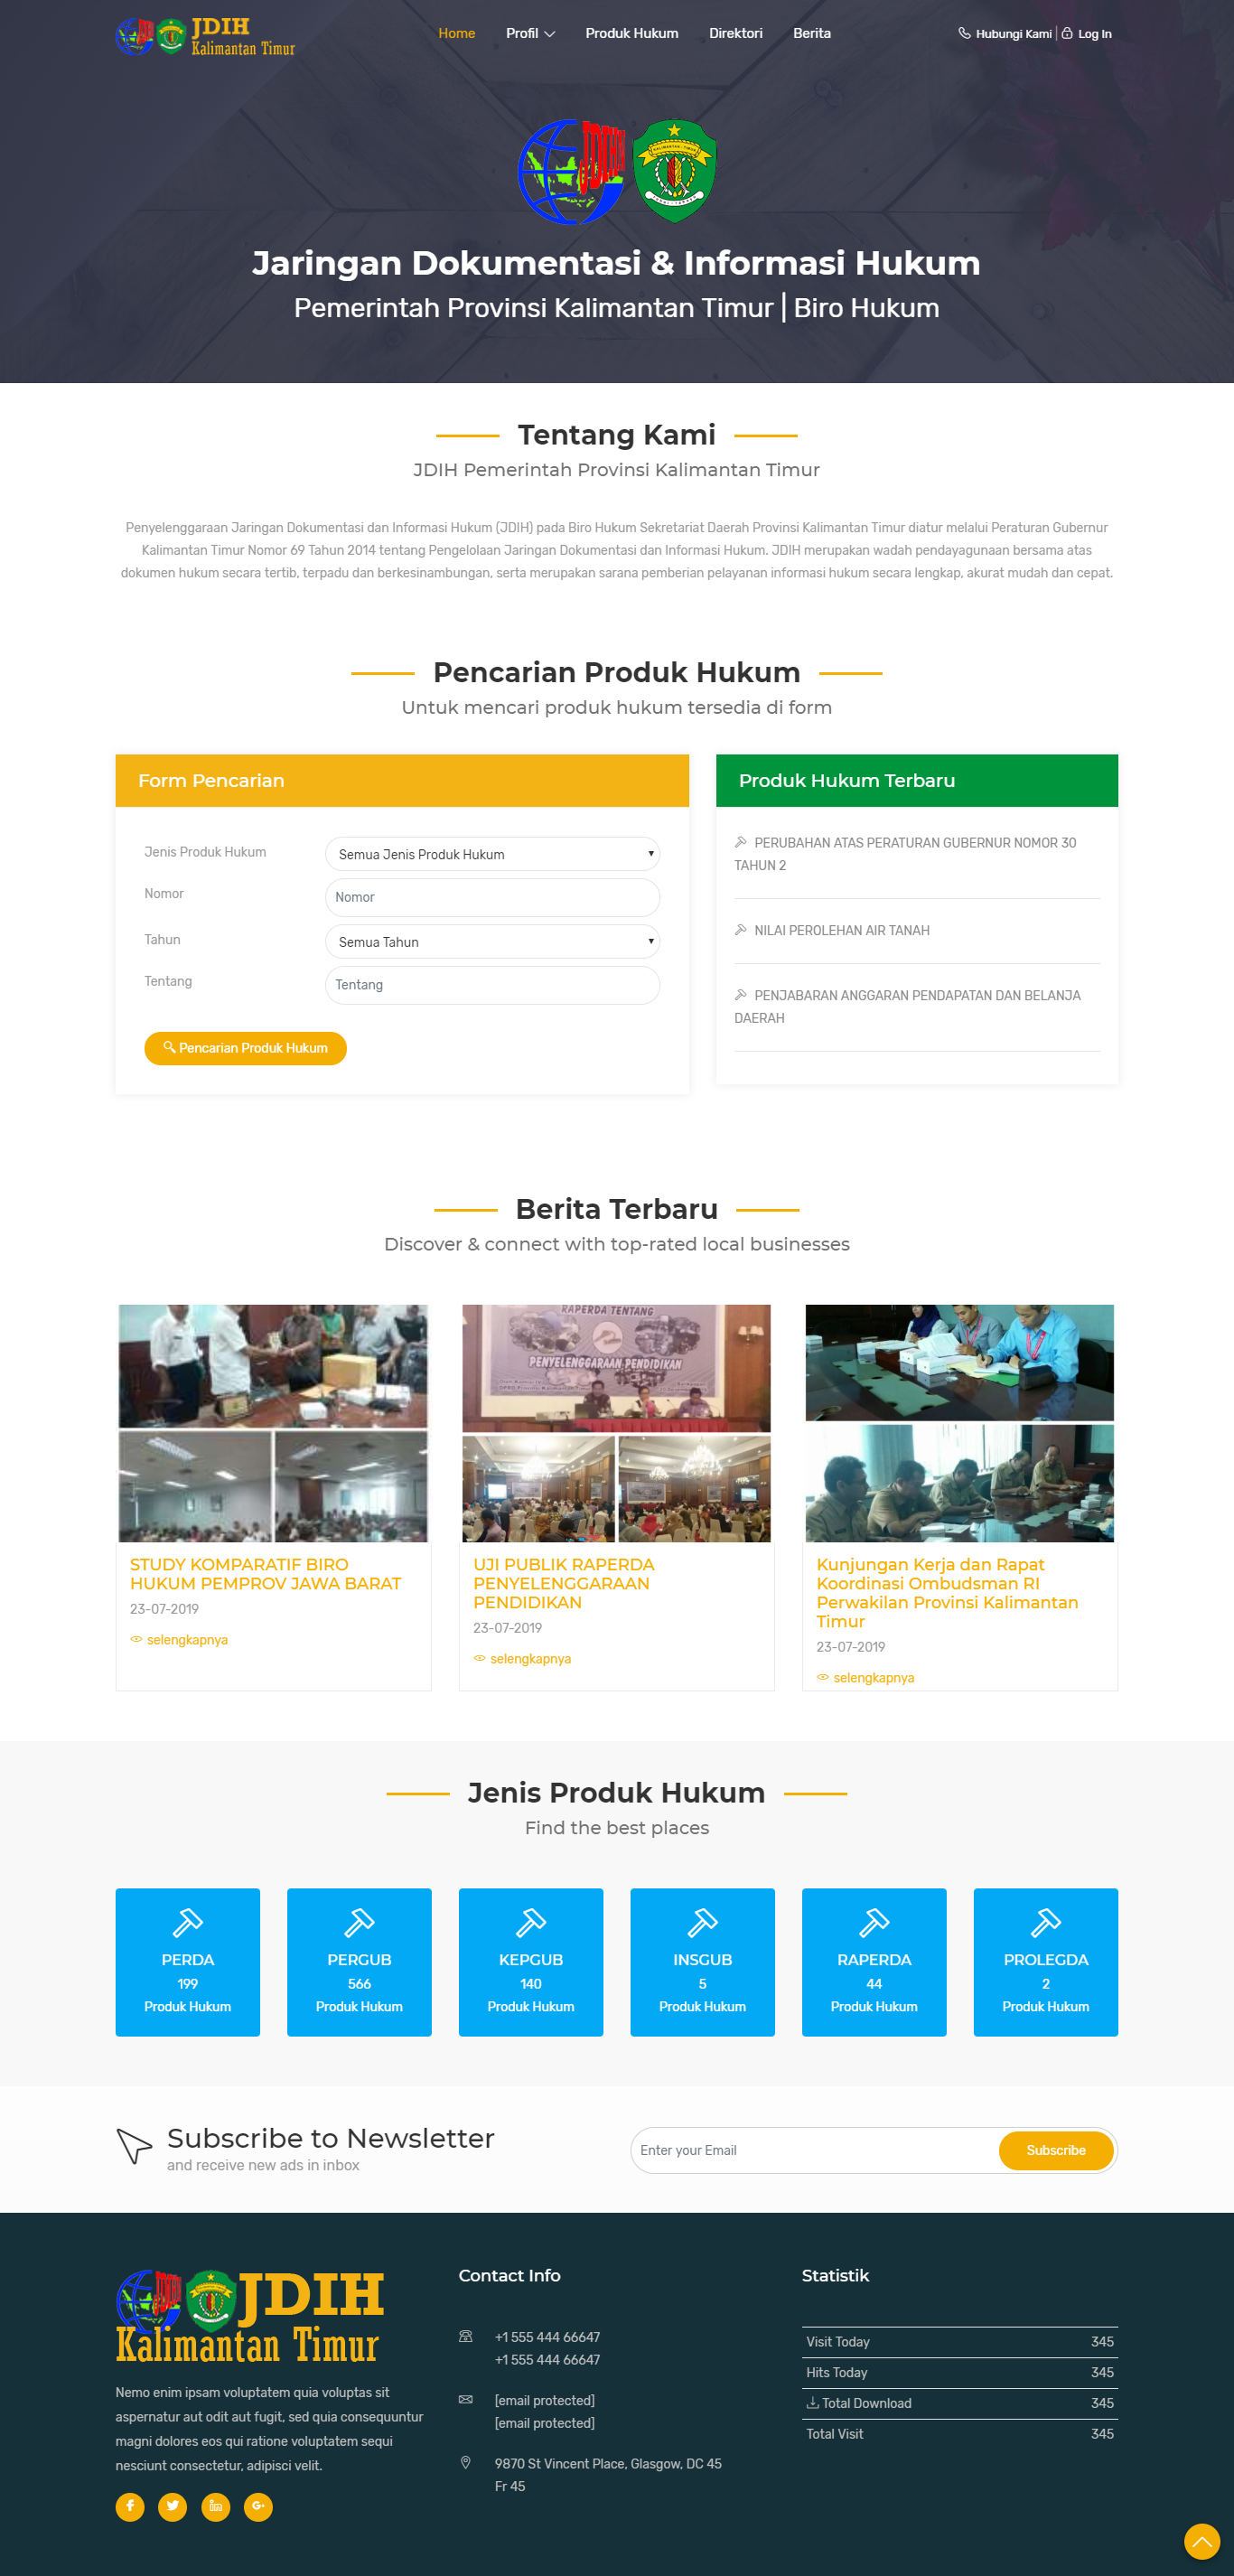 JDIH
Kalimantan Timur
Home
Profil
Produk Hukum
Direktori
Berita
Hubungi Kami | Log In
KALIMANTAN - TIMUR
Jaringan Dokumentasi & Informasi Hukum
Pemerintah Provinsi Kalimantan Timur | Biro Hukum
Tentang Kami
JDIH Pemerintah Provinsi Kalimantan Timur
Penyelenggaraan Jaringan Dokumentasi dan Informasi Hukum (JDIH) pada Biro Hukum Sekretariat Daerah Provinsi Kalimantan Timur diatur melalui Peraturan Gubernur
Kalimantan Timur Nomor 69 Tahun 2014 tentang Pengelolaan Jaringan Dokumentasi dan Informasi Hukum. JDIH merupakan wadah pendayagunaan bersama atas
dokumen hukum secara tertib, terpadu dan berkesinambungan, serta merupakan sarana pemberian pelayanan informasi hukum secara lengkap, akurat mudah dan cepat.
Pencarian Produk Hukum
Untuk mencari produk hukum tersedia di form
Form Pencarian
Jenis Produk Hukum
Semua Jenis Produk Hukum
Nomor
Nomor
Tahun
Semua Tahun
Tentang
Tentang
Pencarian Produk Hukum
Produk Hukum Terbaru
PERUBAHAN ATAS PERATURAN GUBERNUR NOMOR 30
TAHUN 2
NILAI PEROLEHAN AIR TANAH
PENJABARAN ANGGARAN PENDAPATAN DAN BELANJA
DAERAH
Berita Terbaru
Discover & connect with top-rated local businesses
RAPERDA TENTANG
PENYELENGGARAAN PENDIDIKAN
STUDY KOMPARATIF BIRO
HUKUM PEMPROV JAWA BARAT
23-07-2019
selengkapnya
UJI PUBLIK RAPERDA
PENYELENGGARAAN
PENDIDIKAN
23-07-2019
selengkapnya
Kunjungan Kerja dan Rapat
Koordinasi Ombudsman RI
Perwakilan Provinsi Kalimantan
Timur
23-07-2019
selengkapnya
Jenis Produk Hukum
Find the best places
PERDA
199
Produk Hukum
PERGUB
566
Produk Hukum
KEPGUB
140
Produk Hukum
INSGUB
5
Produk Hukum
RAPERDA
44
Produk Hukum
PROLEGDA
2
Produk Hukum
Subscribe to Newsletter
and receive new ads in inbox
Enter your Email
Subscribe
JDIH
Kalimantan Timur
Nemo enim ipsam voluptatem quia voluptas sit
aspernatur aut odit aut fugit, sed quia consequuntur
magni dolores eos qui ratione voluptatem sequi
nesciunt consectetur, adipisci velit.
Contact Info
+1 555 444 66647
+1 555 444 66647
[email protected]
[email protected]
9870 St Vincent Place, Glasgow, DC 45
Fr 45
Statistik
Visit Today 345
Hits Today 345
Total Download 345
Total Visit 345